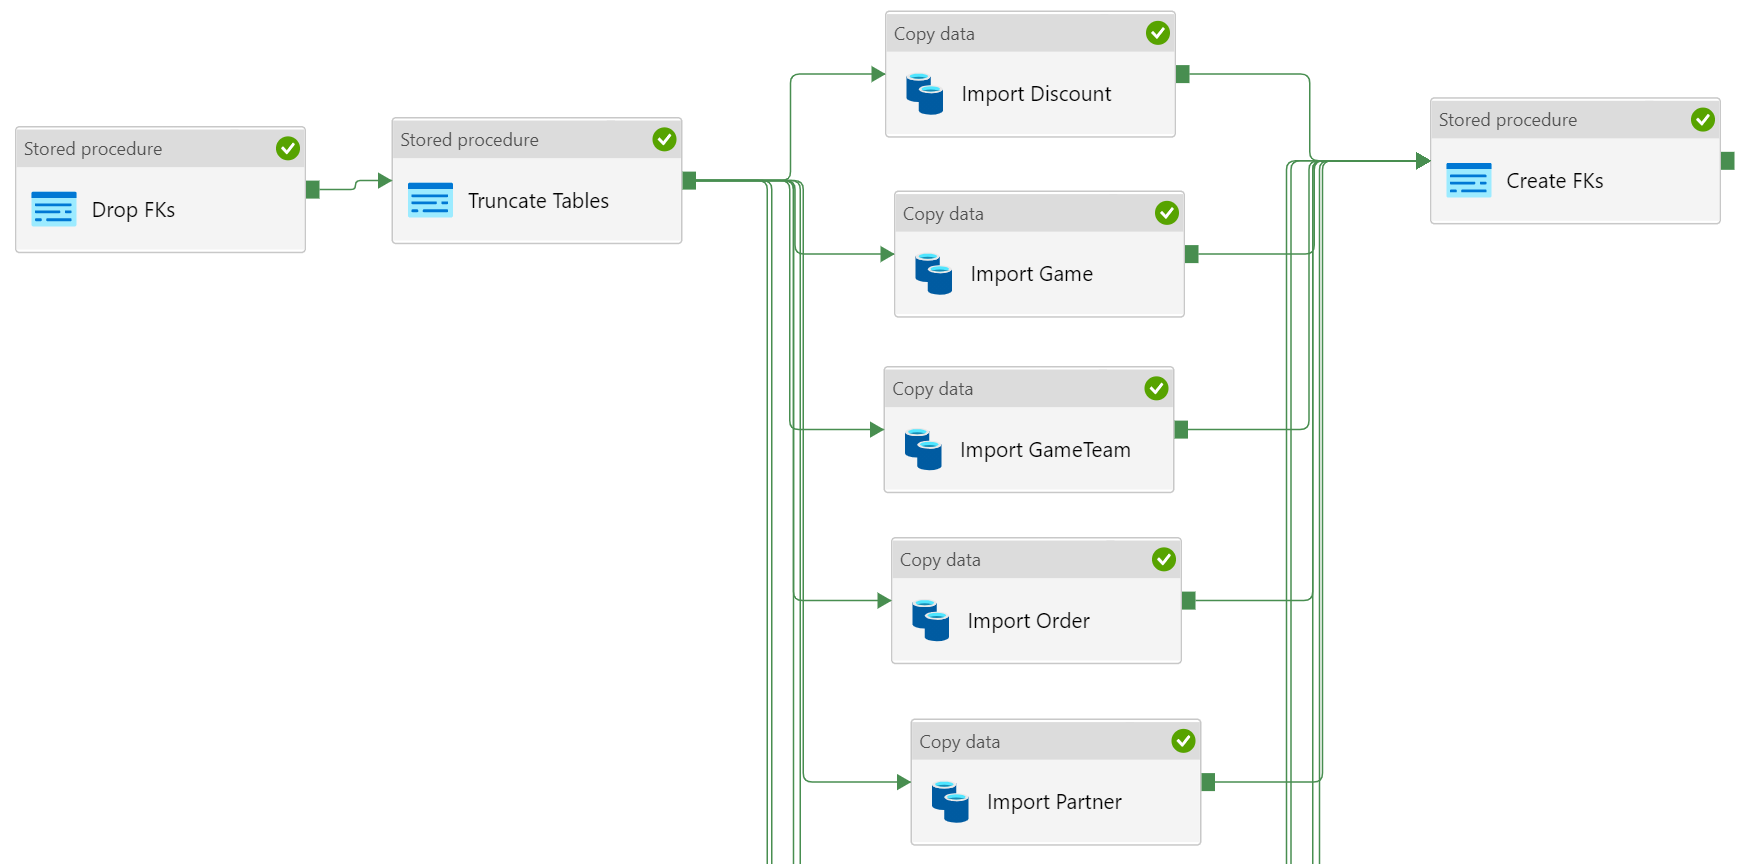 Stored procedure
Drop FKs
Stored procedure
Truncate Tables
Copy data
Import Discount
Copy data
Import Game
Copy data
Import GameTeam
Copy data
Import Order
Copy data
Import Partner
Stored procedure
Create FKs